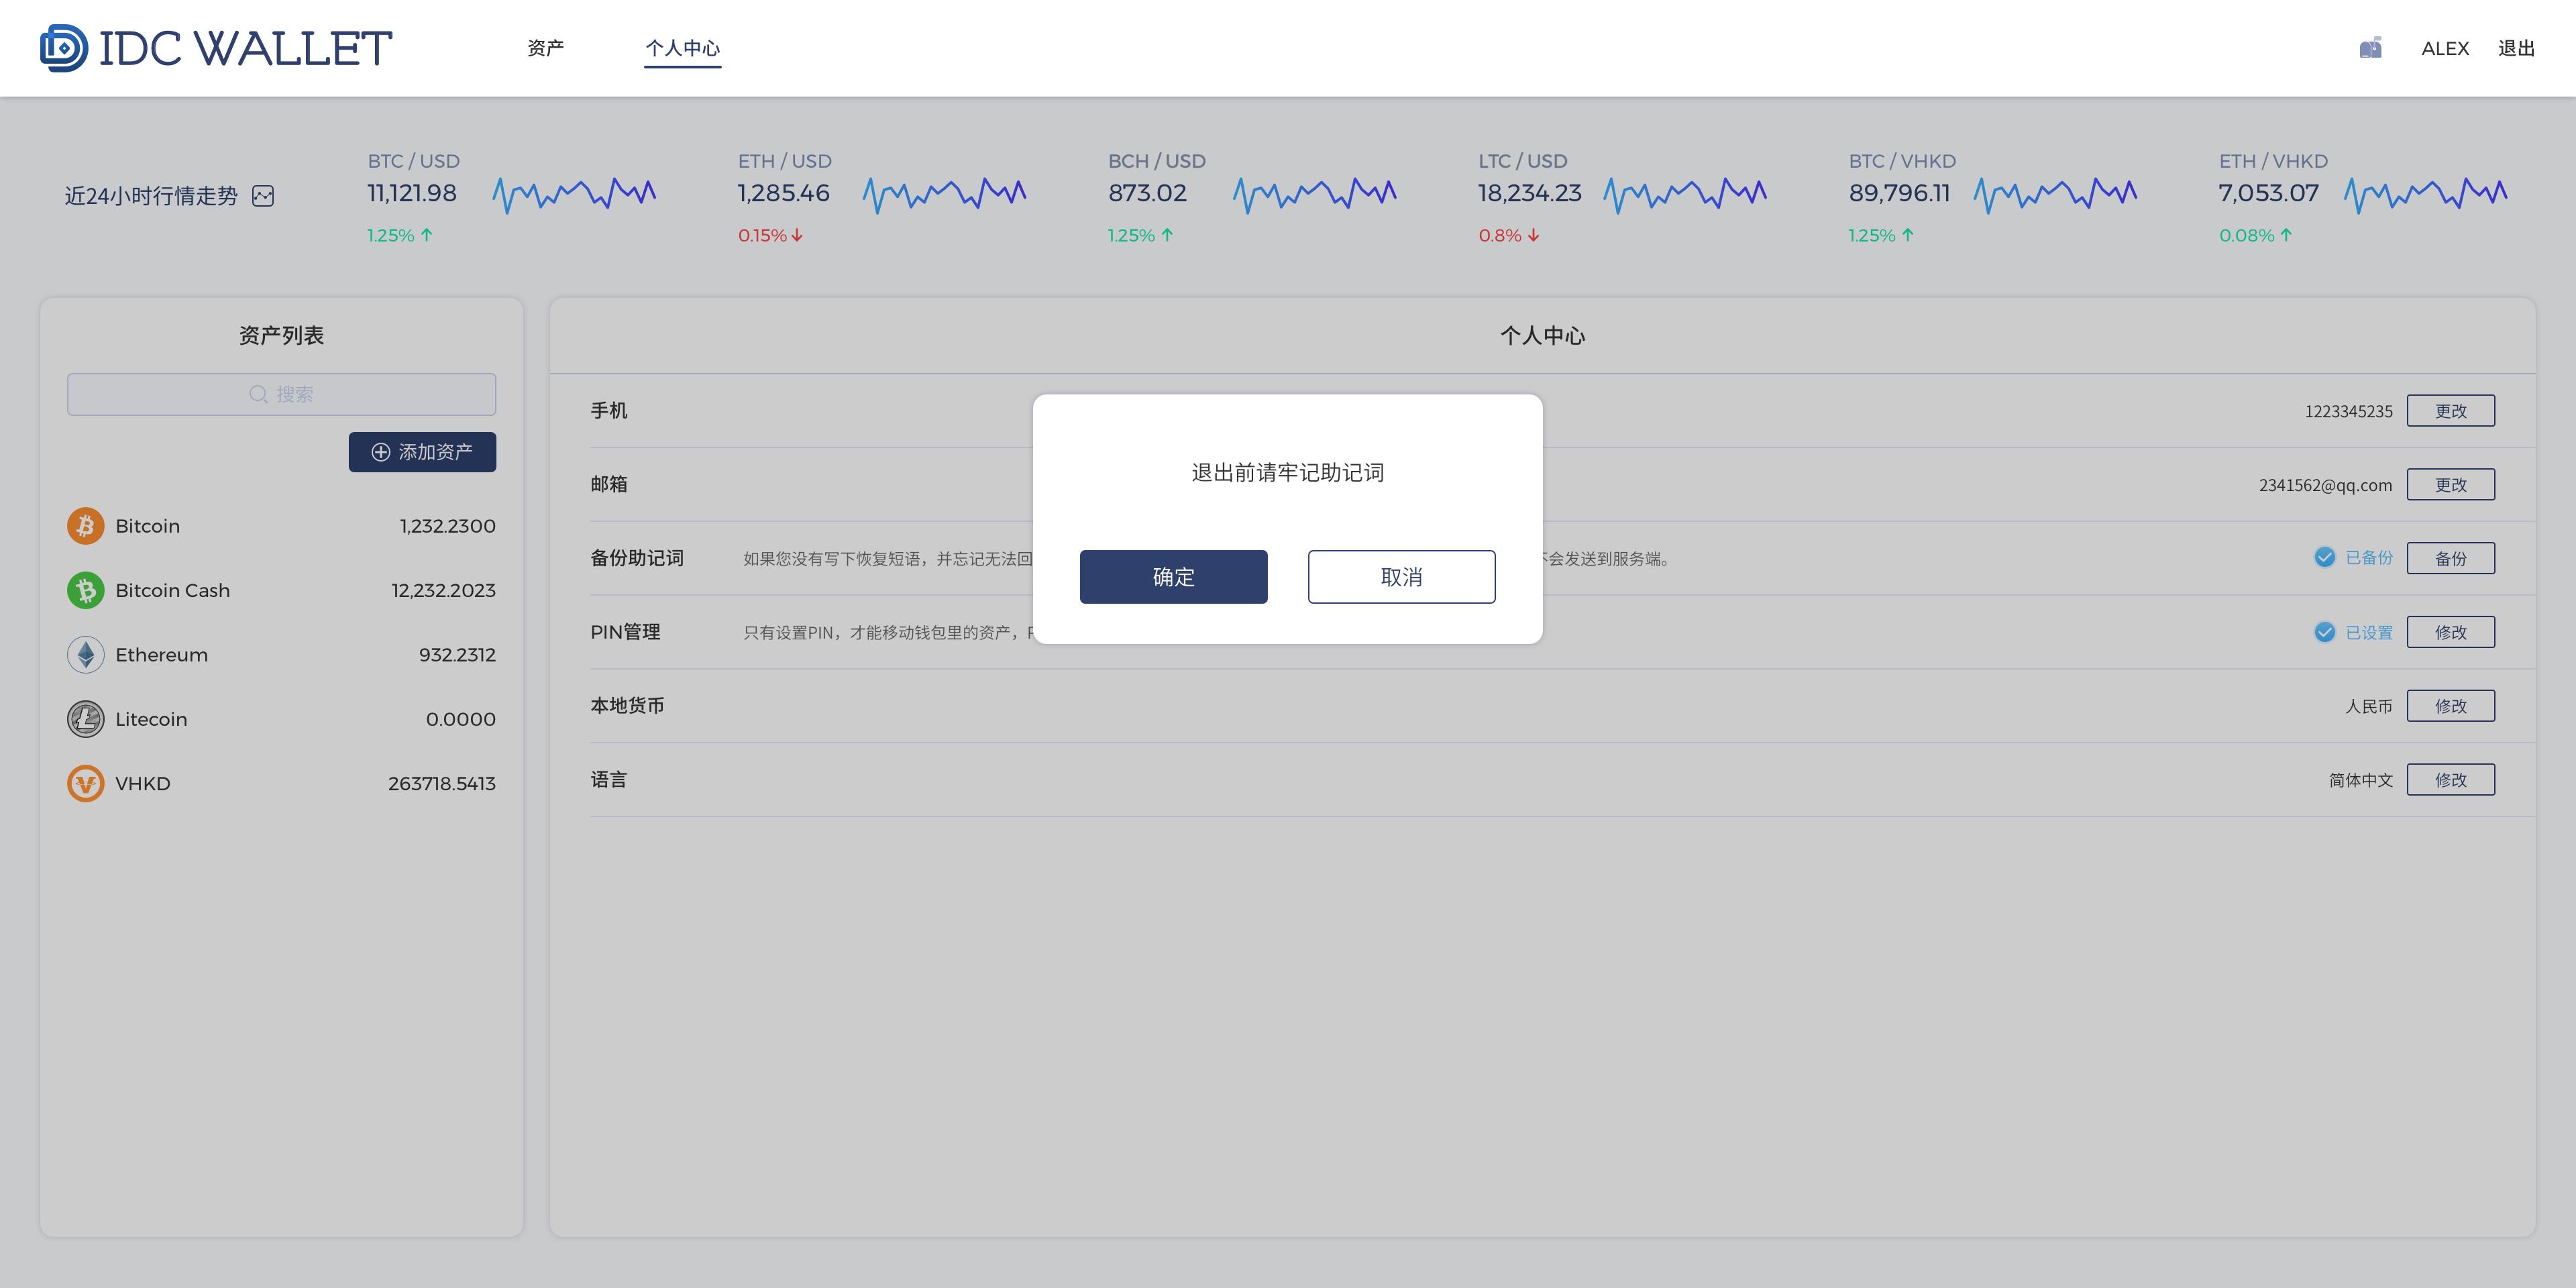 IDC WALLET
资产
个人中心
ALEX
退出
近24小时行情走势
BTC / USD
11,121.98
1.25%
ETH / USD
1,285.46
0.15%
BCH / USD
873.02
1.25%
LTC / USD
18,234.23
0.8%
BTC / VHKD
89,796.11
1.25%
ETH / VHKD
7,053.07
0.08%
资产列表
搜索
添加资产
Bitcoin 1,232.2300
Bitcoin Cash 12,232.2023
Ethereum 932.2312
Litecoin 0.0000
VHKD 263718.5413
个人中心
手机 1223345235 更改
邮箱 2341562@qq.com 更改
备份助记词 如果您没有写下恢复短语，并忘记无法回 会发送到服务端。 已备份 备份
PIN管理 只有设置PIN，才能移动钱包里的资产， 已设置 修改
本地货币 人民币 修改
语言 简体中文 修改
退出前请牢记助记词
确定
取消